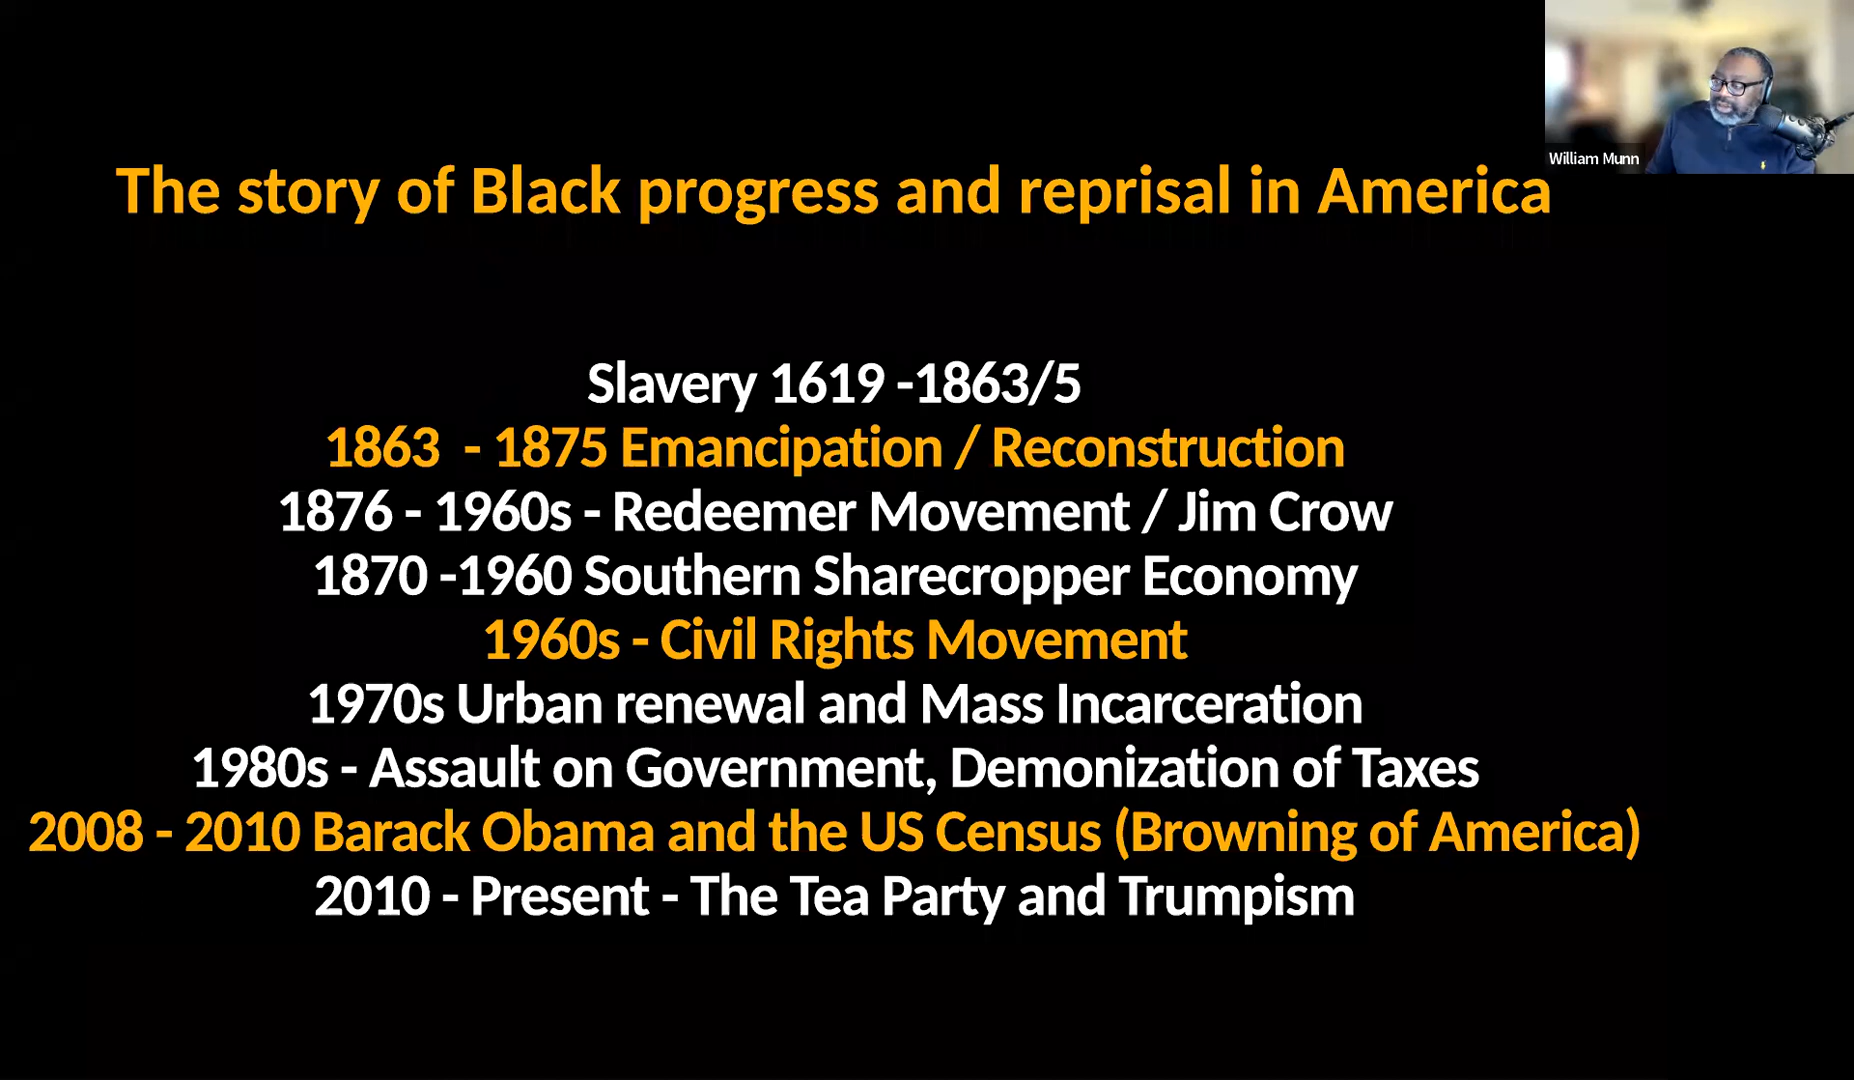 William Munn
The story of Black progress and reprisal in America
Slavery 1619 -1863/5
1863 - 1875 Emancipation / Reconstruction
1876 - 1960s - Redeemer Movement / Jim Crow
1870 -1960 Southern Sharecropper Economy
1960s - Civil Rights Movement
1970s Urban renewal and Mass Incarceration
1980s - Assault on Government, Demonization of Taxes
2008 - 2010 Barack Obama and the US Census (Browning of America)
2010 - Present - The Tea Party and Trumpism